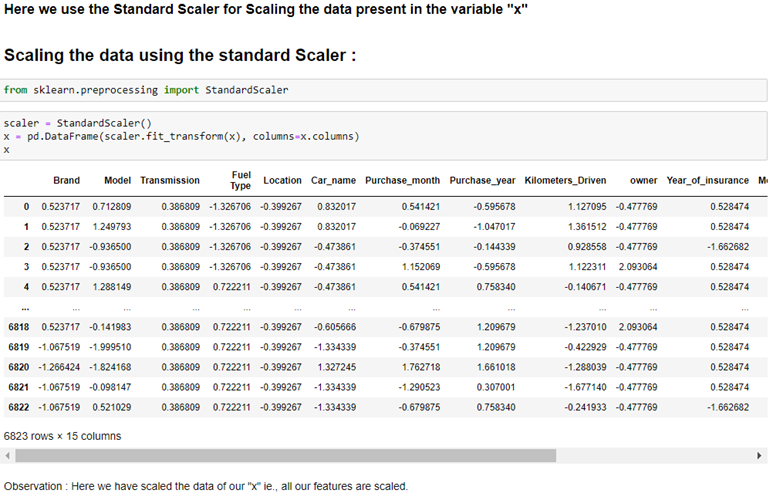 Here we use the Standard Scaler for Scaling the data present in the variable "x"
Scaling the data using the standard Scaler :
from sklearn.preprocessing import StandardScaler
scaler = StandardScaler()
x = pd.DataFrame(scaler.fit_transform(x), columns=x.columns)
x
Brand Model Transmission Fuel Type Location Car_name Purchase_month Purchase_year Kilometers_Driven owner Year_of_insurance M
0 0.523717 0.712809 0.386809 -1.326706 -0.399267 0.832017 0.541421 -0.595678 1.127095 -0.477769 0.528474
1 0.523717 1.249793 0.386809 -1.326706 -0.399267 0.832017 -0.069227 -1.047017 1.361512 -0.477769 0.528474
2 0.523717 -0.936500 0.386809 -1.326706 -0.399267 -0.473861 -0.374551 -0.144339 0.928558 -0.477769 -1.662682
3 0.523717 -0.936500 0.386809 -1.326706 -0.399267 -0.473861 1.152069 -0.595678 1.122311 2.093064 0.528474
4 0.523717 1.288149 0.386809 0.722211 -0.399267 -0.473861 0.541421 0.758340 -0.140671 -0.477769 0.528474
... ... ... ... ... ... ... ... ... ... ... ...
6818 0.523717 -0.141983 0.386809 0.722211 -0.399267 -0.605666 -0.679875 1.209679 -1.237010 2.093064 0.528474
6819 -1.067519 -1.999510 0.386809 0.722211 -0.399267 -1.334339 -0.374551 1.209679 -0.422929 -0.477769 0.528474
6820 -1.266424 -1.824168 0.386809 0.722211 -0.399267 1.327245 1.762718 1.661018 -1.288039 -0.477769 0.528474
6821 -1.067519 -0.098147 0.386809 0.722211 -0.399267 -1.334339 -1.290523 0.307001 -1.677140 -0.477769 0.528474
6822 -1.067519 0.521029 0.386809 0.722211 -0.399267 -1.334339 -0.679875 0.758340 -0.241933 -0.477769 -1.662682
6823 rows × 15 columns
Observation : Here we have scaled the data of our "x" ie., all our features are scaled.